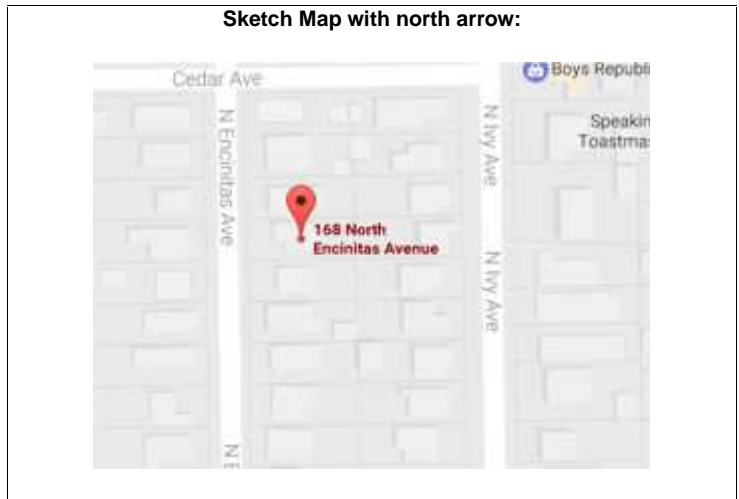 Sketch Map with north arrow:
Cedar Ave
Boys Republi
N Encinitas Ave
N Ivy Ave
Speakin
Toastmas
168 North
Encinitas Avenue
N Ivy Ave
N E